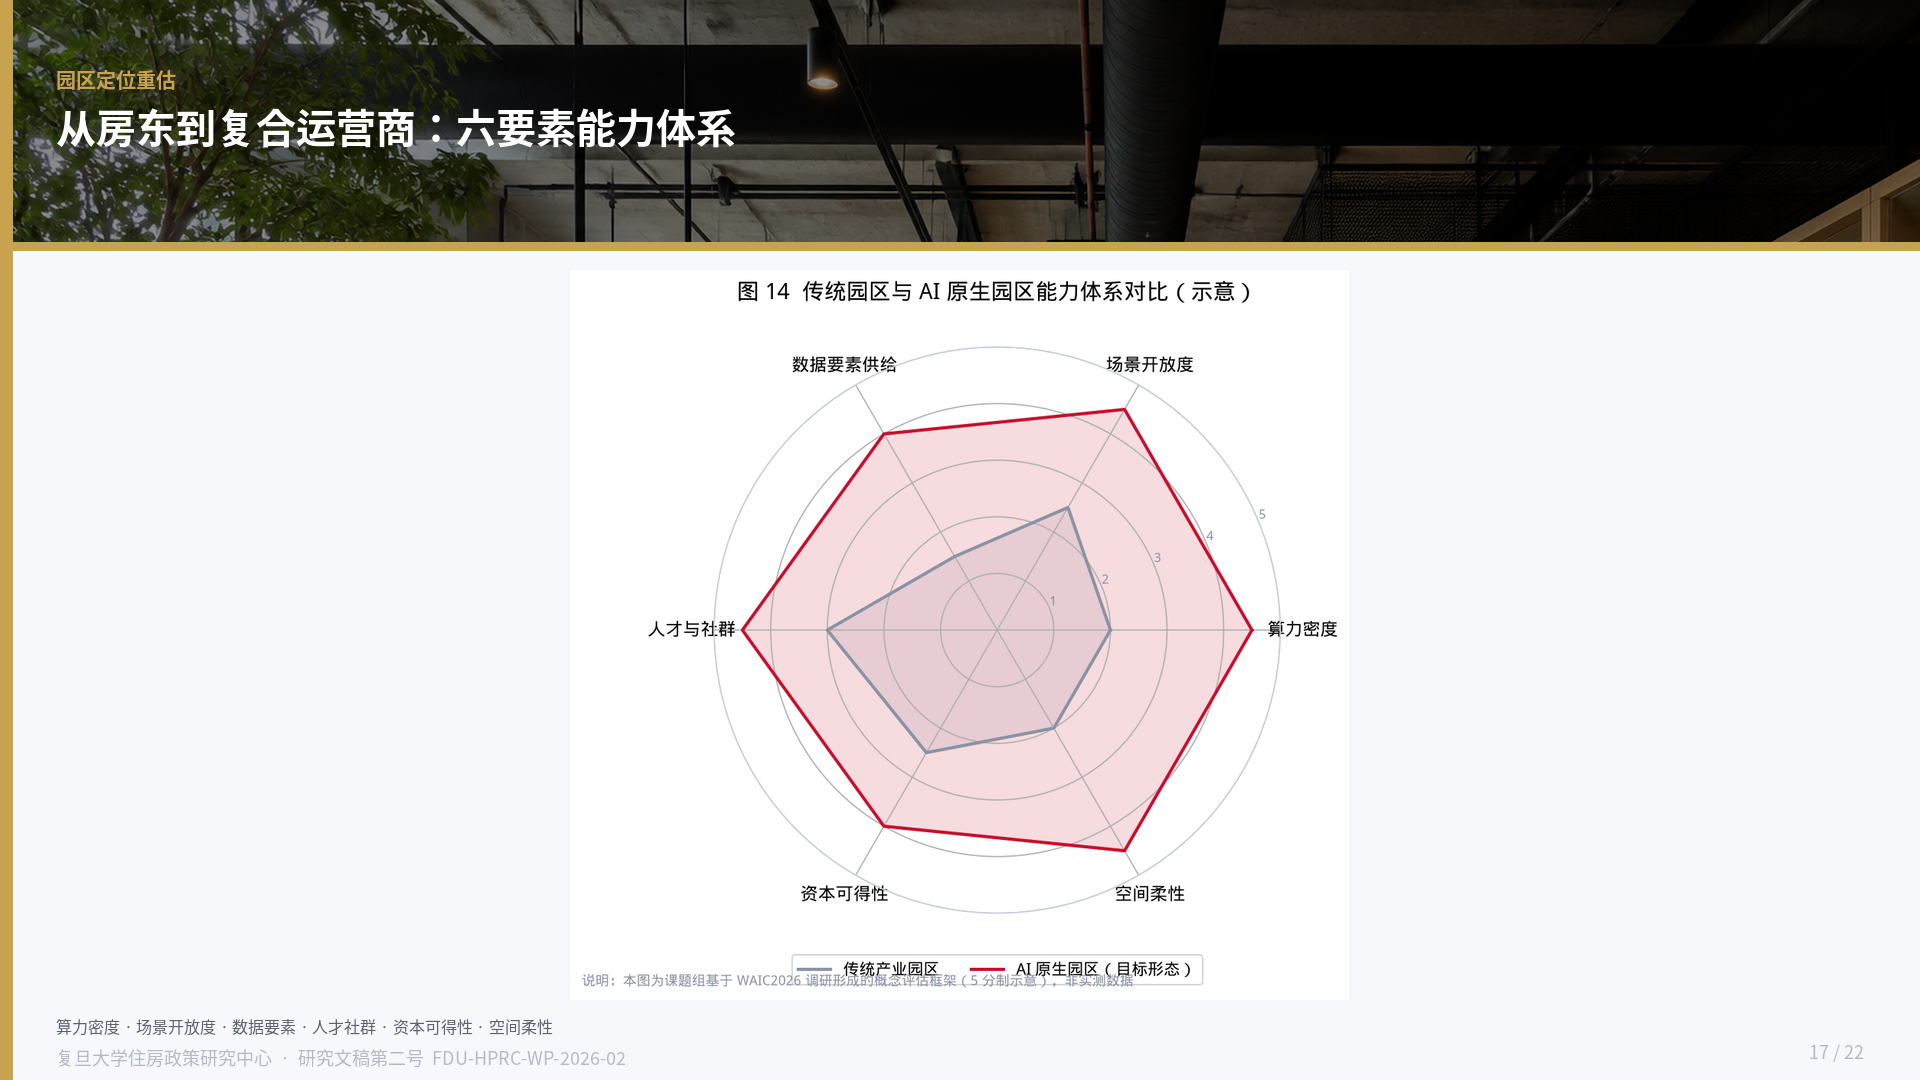 园区定位重估
从房东到复合运营商：六要素能力体系
图 14 传统园区与 AI 原生园区能力体系对比（示意）
数据要素供给
场景开放度
5
4
3
2
1
人才与社群
算力密度
资本可得性
空间柔性
传统产业园区
AI 原生园区（目标形态）
说明：本图为课题组基于 WAIC2026 调研形成的概念评估框架（5 分制示意），非实测数据
算力密度 · 场景开放度 · 数据要素 · 人才社群 · 资本可得性 · 空间柔性
复旦大学住房政策研究中心 · 研究文稿第二号 FDU-HPRC-WP-2026-02
17 / 22